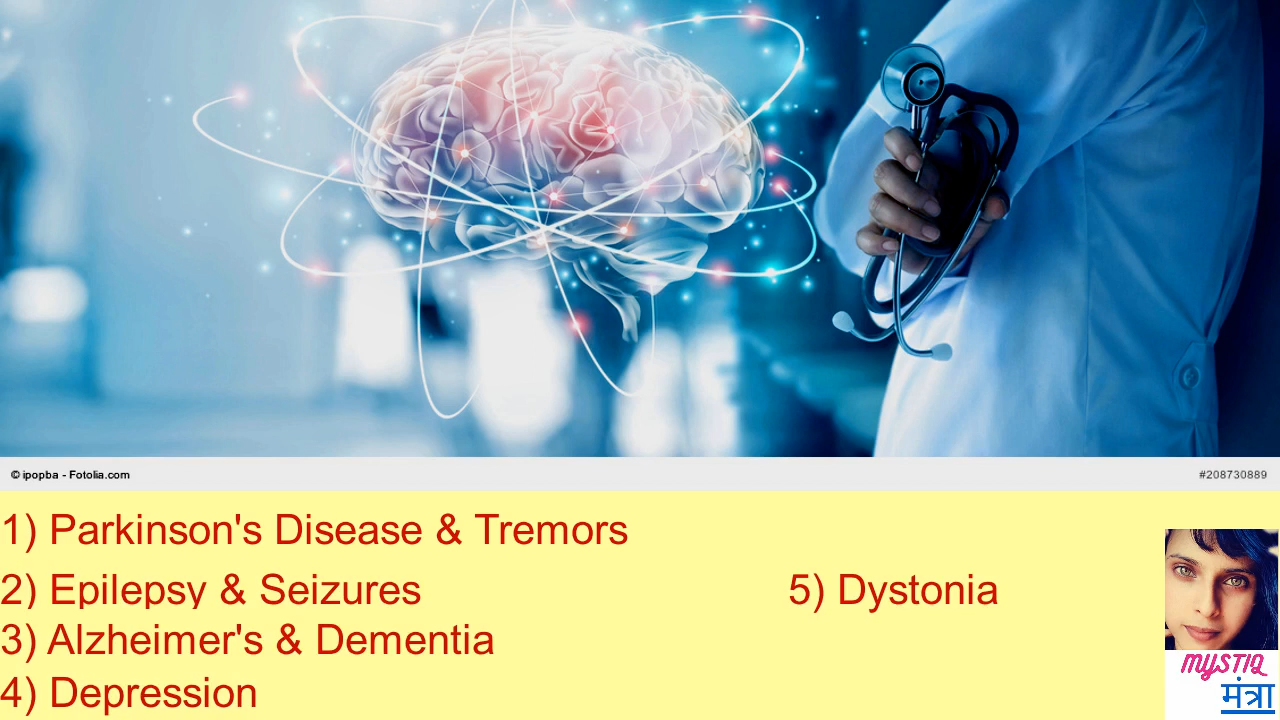 © ipopba - Fotolia.com
#208730889
1) Parkinson's Disease & Tremors
2) Epilepsy & Seizures
3) Alzheimer's & Dementia
4) Depression
5) Dystonia
MYSTIQ
मंत्रा